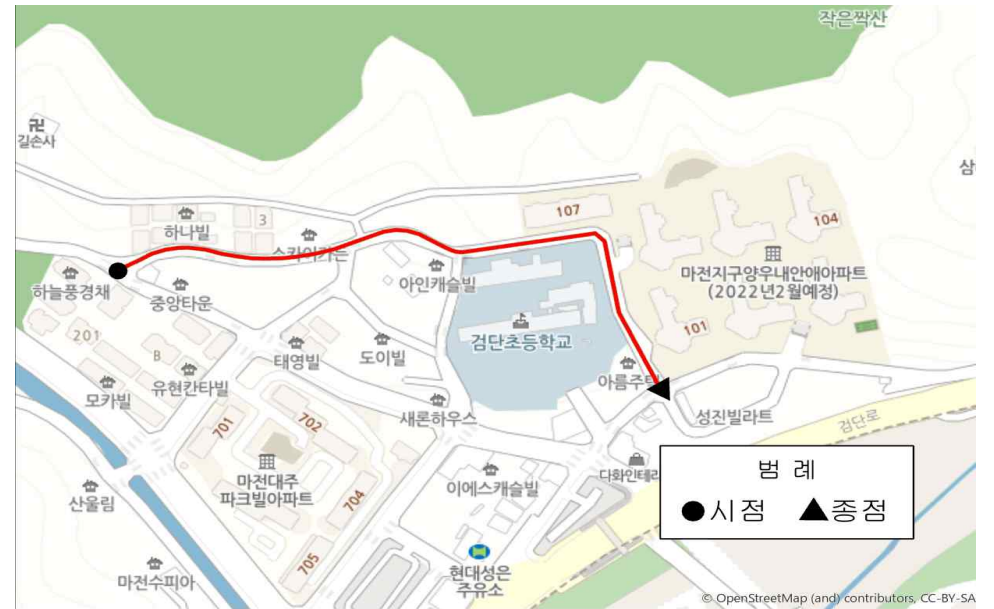 작은짝산
卍
길손사
삼
107
104
3
하나빌
스카이가든
마전지구양우내안애아파트
(2022년2월예정)
하늘풍경채
중앙타운
아인캐슬빌
201
101
검단초등학교
B
태영빌
도이빌
아름주택
모카빌
유현칸타빌
새론하우스
성진빌라트
검단로
701
702
마전대주
파크빌아파트
704
705
산울림
이에스캐슬빌
다화인테리
마전수피아
현대성은
주유소
범 례
●시점 ▲종점
© OpenStreetMap (and) contributors, CC-BY-SA